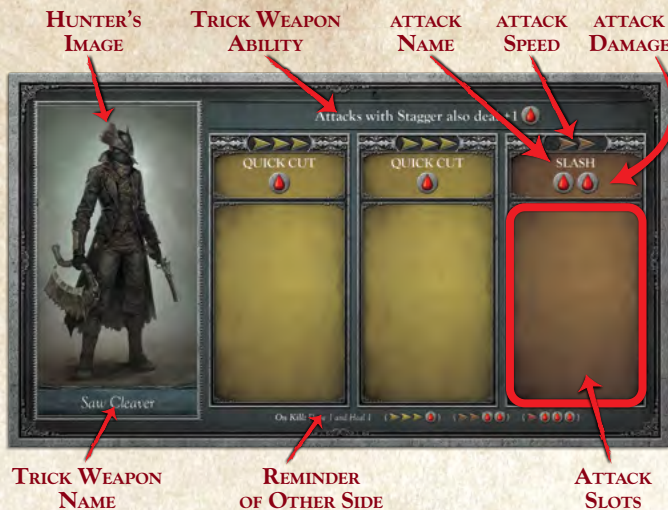 HUNTER'S
IMAGE
TRICK WEAPON
ABILITY
ATTACK
NAME
ATTACK
SPEED
ATTACK
DAMAGE
Attacks with Stagger also deal +1
QUICK CUT
QUICK CUT
SLASH
Saw Cleaver
On Kill: 1 and Heal 1
TRICK WEAPON
NAME
REMINDER
OF OTHER SIDE
ATTACK
SLOTS